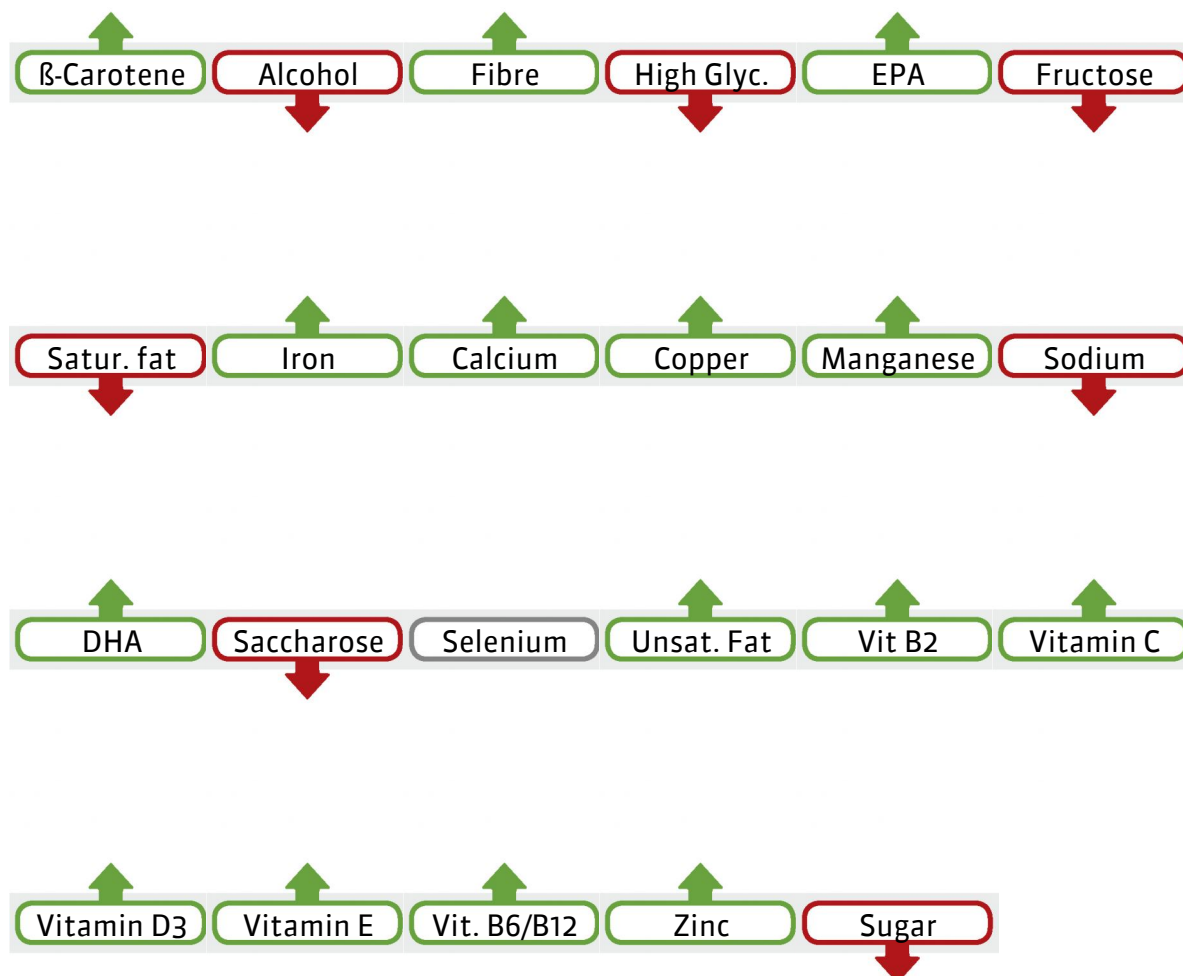 ß-Carotene Alcohol Fibre High Glyc. EPA Fructose
Satur. fat Iron Calcium Copper Manganese Sodium
DHA Saccharose Selenium Unsat. Fat Vit B2 Vitamin C
Vitamin D3 Vitamin E Vit. B6/B12 Zinc Sugar